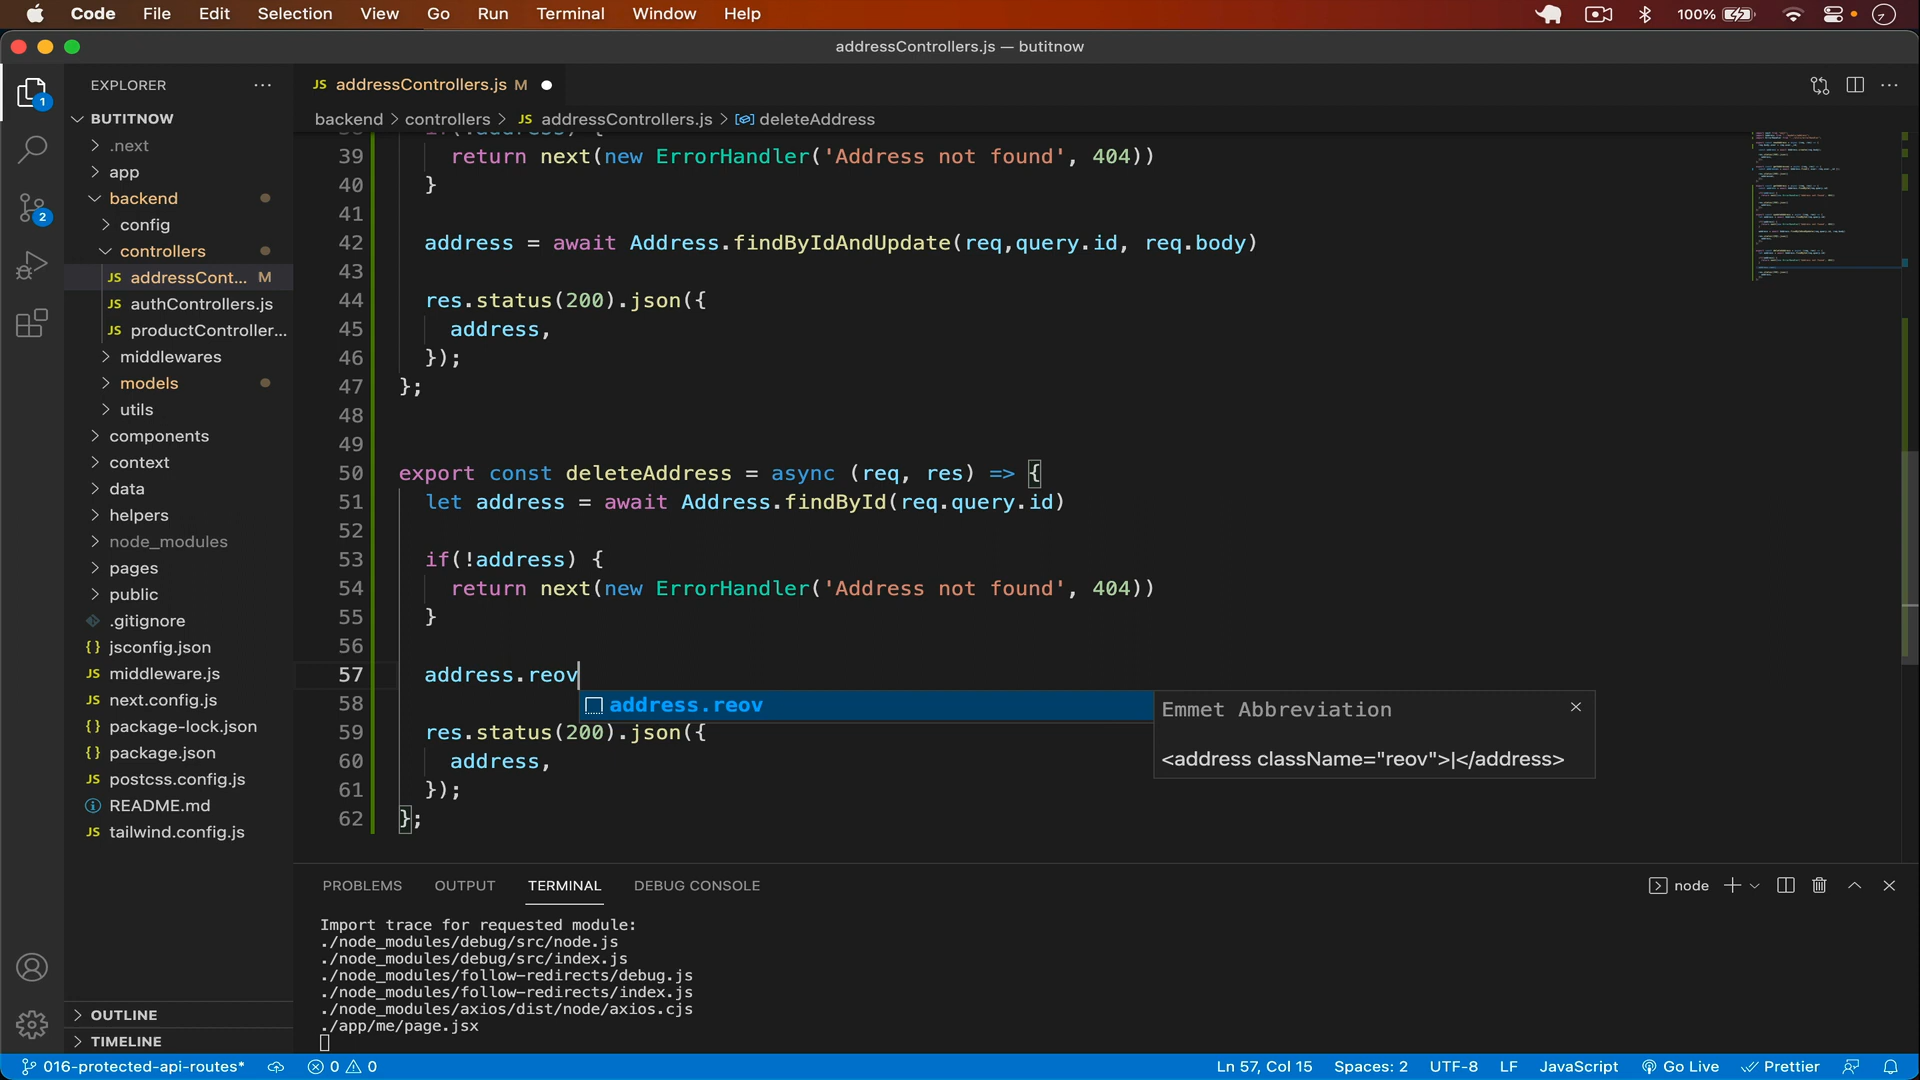 Code File Edit Selection View Go Run Terminal Window Help 100%
addressControllers.js — butitnow
EXPLORER
BUTITNOW
.next
app
backend
config
controllers
JS addressCont... M
JS authControllers.js
JS productController...
middlewares
models
utils
components
context
data
helpers
node_modules
pages
public
.gitignore
{} jsconfig.json
JS middleware.js
JS next.config.js
{} package-lock.json
{} package.json
JS postcss.config.js
README.md
JS tailwind.config.js
OUTLINE
TIMELINE
1
2
JS addressControllers.js M
backend > controllers > JS addressControllers.js > deleteAddress
39 return next(new ErrorHandler('Address not found', 404))
40 }
41
42 address = await Address.findByIdAndUpdate(req,query.id, req.body)
43
44 res.status(200).json({
45 address,
46 });
47 };
48
49
50 export const deleteAddress = async (req, res) => {
51 let address = await Address.findById(req.query.id)
52
53 if(!address) {
54 return next(new ErrorHandler('Address not found', 404))
55 }
56
57 address.reov
58
59 res.status(200).json({
60 address,
61 });
62 };
address.reov
Emmet Abbreviation
<address className="reov">|</address>
PROBLEMS OUTPUT TERMINAL DEBUG CONSOLE
node
Import trace for requested module:
./node_modules/debug/src/node.js
./node_modules/debug/src/index.js
./node_modules/follow-redirects/debug.js
./node_modules/follow-redirects/index.js
./node_modules/axios/dist/node/axios.cjs
./app/me/page.jsx
016-protected-api-routes* 0 0 Ln 57, Col 15 Spaces: 2 UTF-8 LF JavaScript Go Live Prettier